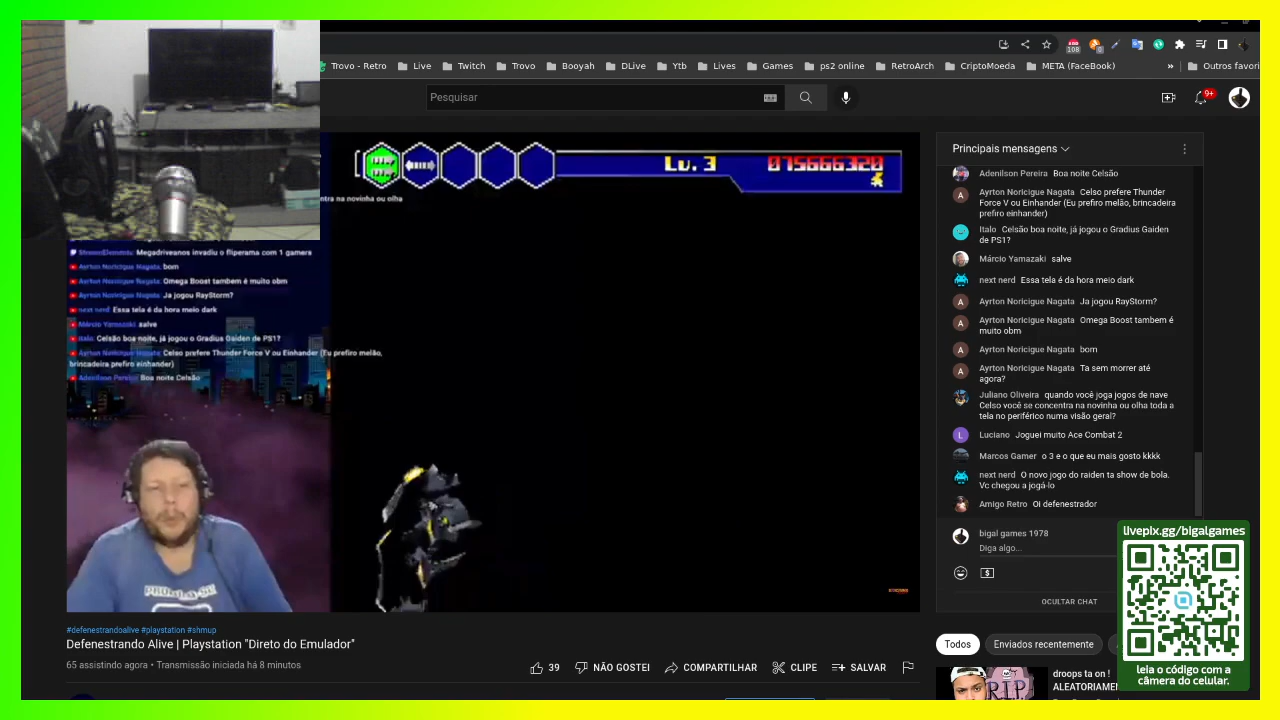 108
0
Trovo - Retro
Live
Twitch
Trovo
Booyah
DLive
Ytb
Lives
Games
ps2 online
RetroArch
CriptoMoeda
META (FaceBook)
»
Outros favori
Pesquisar
9+
Lv. 3
075666320
ntra na novinha ou olha
Megadriveanos invadiu o fliperama com 1 gamers
Ayrton Noricigue Nagata: bom
Ayrton Noricigue Nagata: Omega Boost tambem é muito obm
Ayrton Noricigue Nagata: Ja jogou RayStorm?
next nerd: Essa tela é da hora meio dark
Márcio Yamazaki: salve
Italo: Celsão boa noite, já jogou o Gradius Gaiden de PS1?
Ayrton Noricigue Nagata: Celso prefere Thunder Force V ou Einhander (Eu prefiro melão,
brincadeira prefiro einhander)
Adenilson Pereira: Boa noite Celsão
Principais mensagens
Adenilson Pereira Boa noite Celsão
A Ayrton Noricigue Nagata Celso prefere Thunder
Force V ou Einhander (Eu prefiro melão, brincadeira
prefiro einhander)
Italo Celsão boa noite, já jogou o Gradius Gaiden
de PS1?
Márcio Yamazaki salve
next nerd Essa tela é da hora meio dark
A Ayrton Noricigue Nagata Ja jogou RayStorm?
A Ayrton Noricigue Nagata Omega Boost tambem é
muito obm
A Ayrton Noricigue Nagata bom
A Ayrton Noricigue Nagata Ta sem morrer até
agora?
Juliano Oliveira quando você joga jogos de nave
Celso você se concentra na novinha ou olha toda a
tela no periférico numa visão geral?
L Luciano Joguei muito Ace Combat 2
Marcos Gamer o 3 e o que eu mais gosto kkkk
next nerd O novo jogo do raiden ta show de bola.
Vc chegou a jogá-lo
Amigo Retro Oi defenestrador
bigal games 1978
Diga algo...
$
OCULTAR CHAT
livepix.gg/bigalgames
leia o código com a
câmera do celular.
#defenestrandoalive #playstation #shmup
Defenestrando Alive | Playstation "Direto do Emulador"
65 assistindo agora • Transmissão iniciada há 8 minutos
39
NÃO GOSTEI
COMPARTILHAR
CLIPE
SALVAR
Todos
Enviados recentemente
droops ta on !
ALEATORIAMEN
RIP